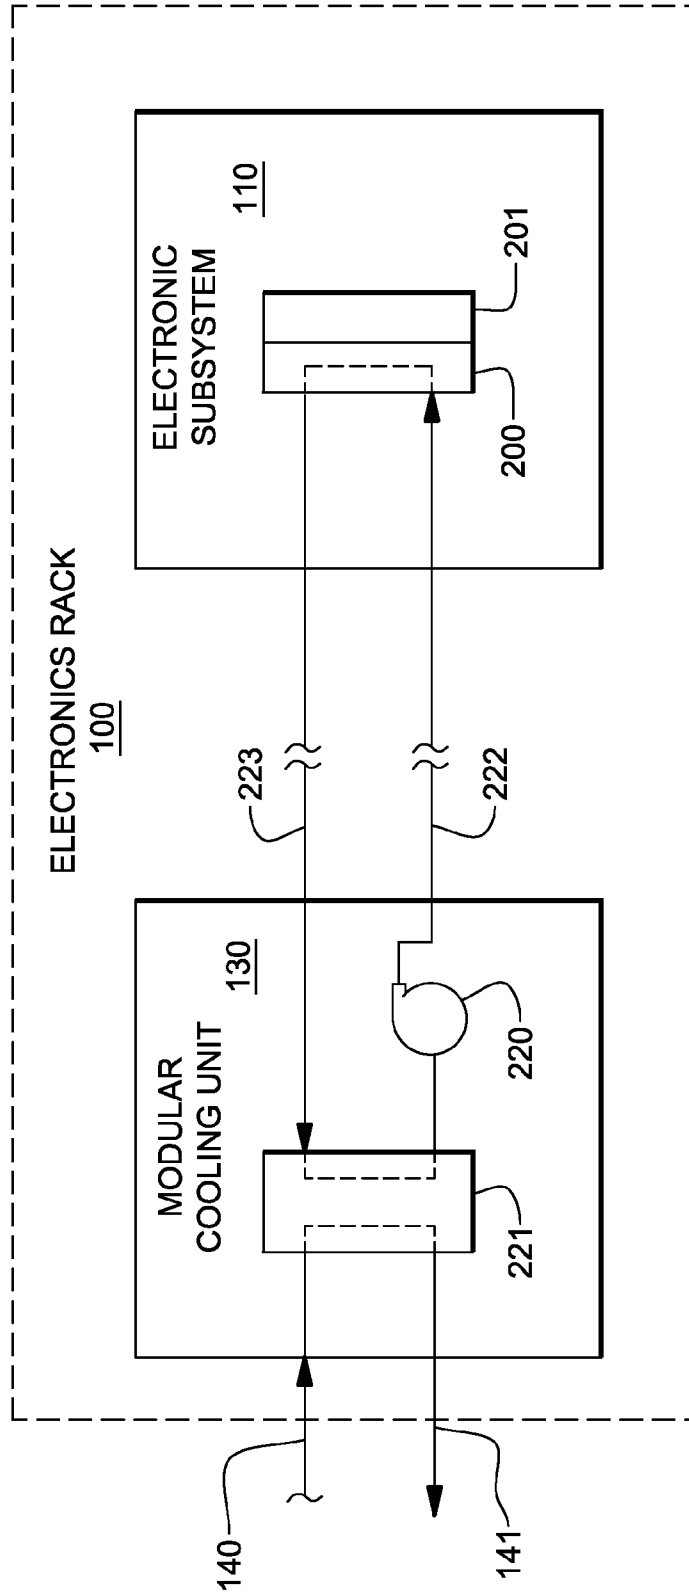 ELECTRONICS RACK
100
MODULAR
COOLING UNIT
130
ELECTRONIC
SUBSYSTEM
110
223
222
140
141
221
220
200
201